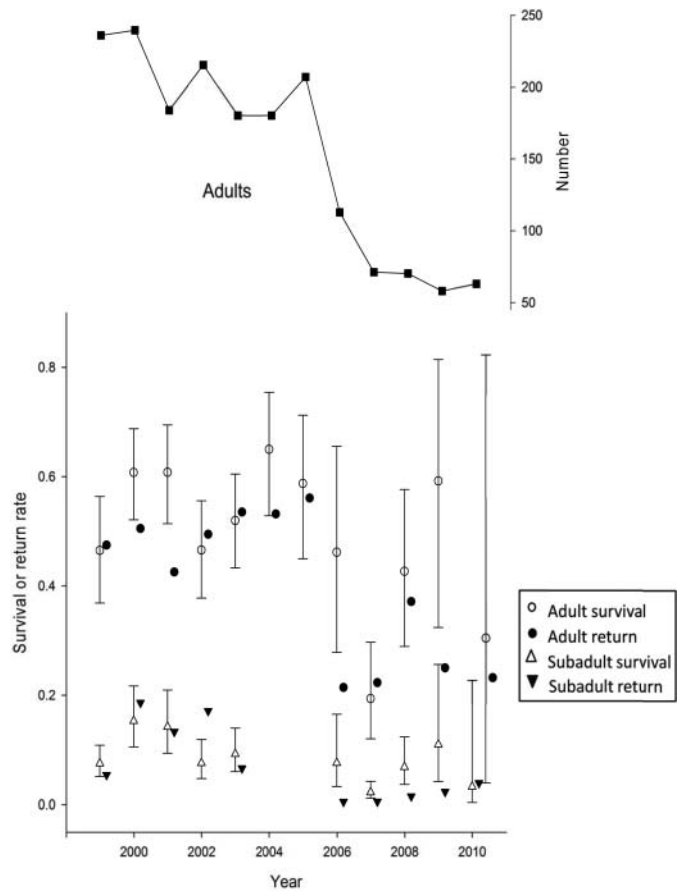 250
200
150
100
50
Number
Adults
0.8
0.6
0.4
0.2
0.0
Survival or return rate
2000
2002
2004
2006
2008
2010
Year
Adult survival
Adult return
Subadult survival
Subadult return